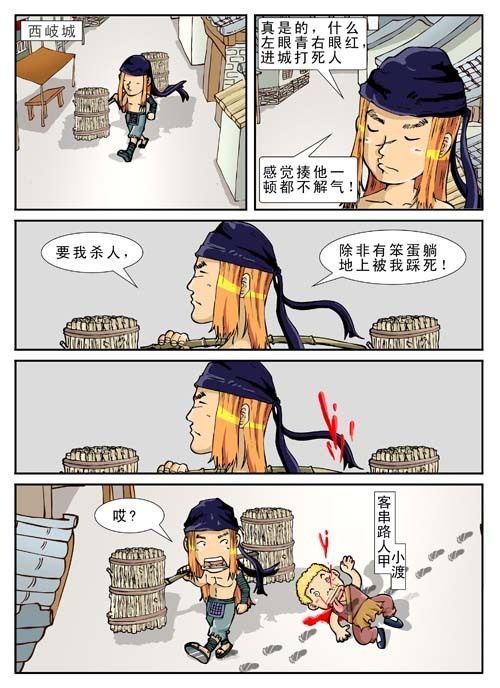 西岐城
真是的，什么
左眼青右眼红，
进城打死人
感觉揍他一
顿都不解气！
要我杀人，
除非有笨蛋躺
地上被我踩死！
哎？
客串路人甲
小渡